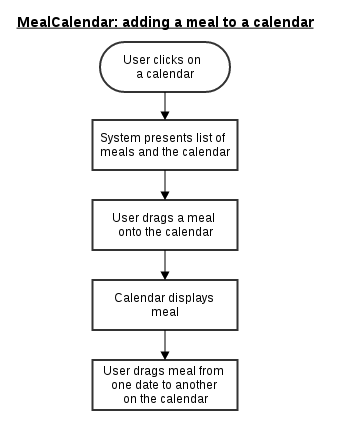 MealCalendar: adding a meal to a calendar
User clicks on
a calendar
System presents list of
meals and the calendar
User drags a meal
onto the calendar
Calendar displays
meal
User drags meal from
one date to another
on the calendar